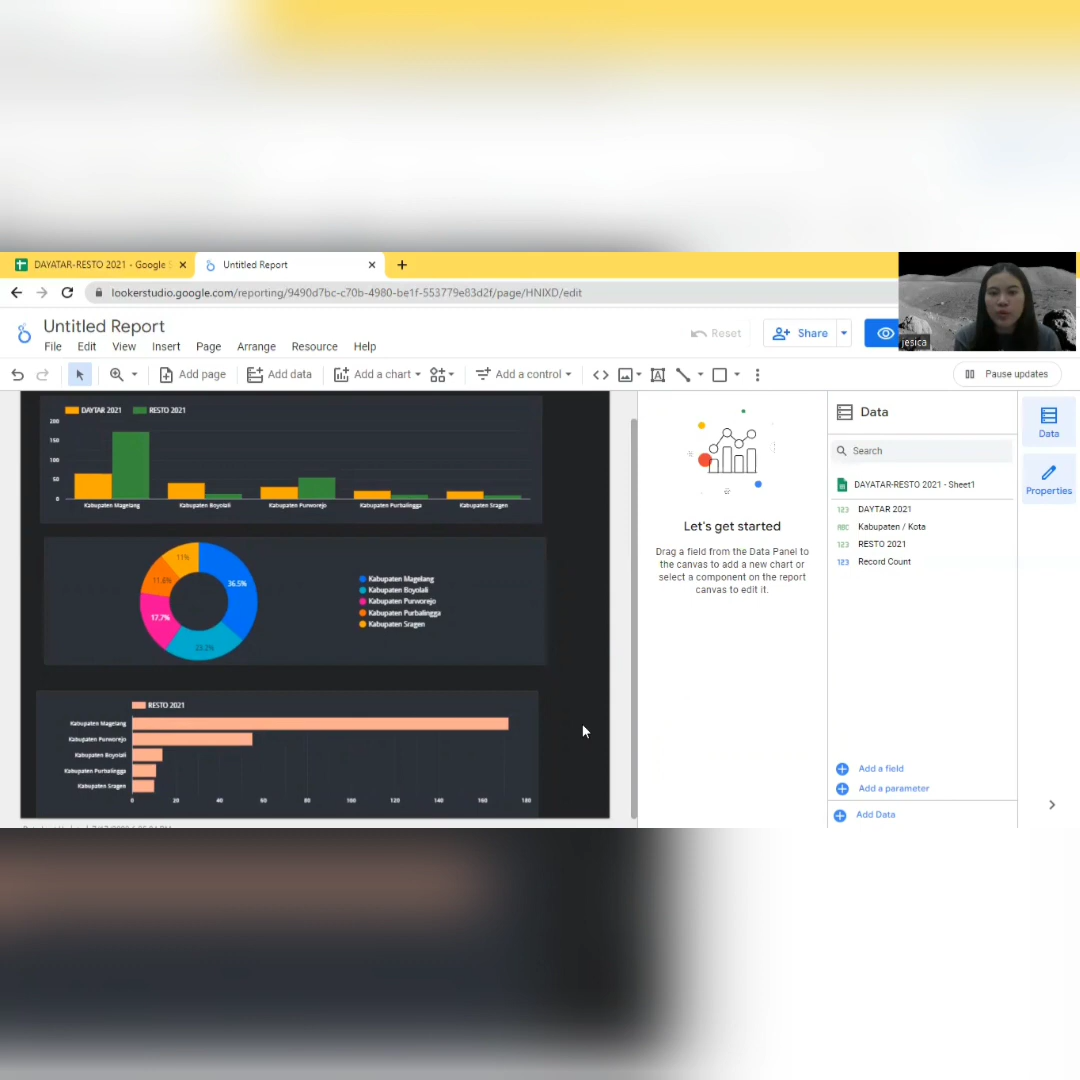 DAYATAR-RESTO 2021 - Google
Untitled Report
lookerstudio.google.com/reporting/9490d7bc-c70b-4980-be1f-553779e83d2f/page/HNIXD/edit
jesica
Untitled Report
Reset
Share
File Edit View Insert Page Arrange Resource Help
Add page
Add data
Add a chart
Add a control
Pause updates
DAYTAR 2021 RESTO 2021
200
150
100
50
0
Kabupaten Magelang Kabupaten Boyolali Kabupaten Purworejo Kabupaten Purbalingga Kabupaten Sragen
11%
11.6%
36.5%
17.7%
23.2%
Kabupaten Magelang
Kabupaten Boyolali
Kabupaten Purworejo
Kabupaten Purbalingga
Kabupaten Sragen
RESTO 2021
Kabupaten Magelang
Kabupaten Purworejo
Kabupaten Boyolali
Kabupaten Purbalingga
Kabupaten Sragen
0 20 40 60 80 100 120 140 160 180
Let's get started
Drag a field from the Data Panel to
the canvas to add a new chart or
select a component on the report
canvas to edit it.
Data
Search
DAYATAR-RESTO 2021 - Sheet1
123 DAYTAR 2021
ABC Kabupaten / Kota
123 RESTO 2021
123 Record Count
Add a field
Add a parameter
Add Data
Data
Properties